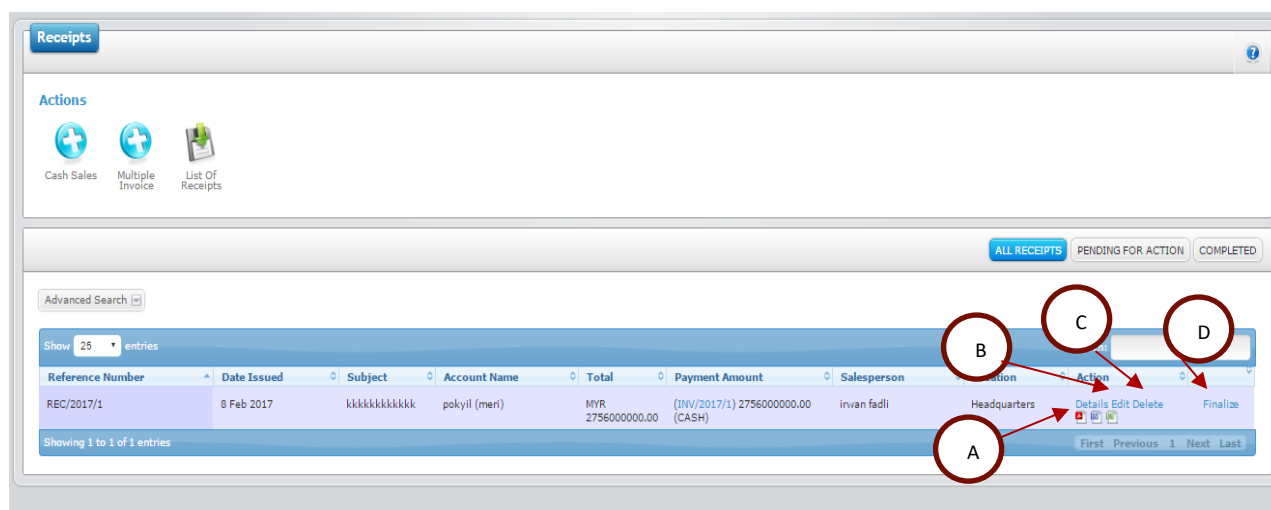 Receipts
Actions
Cash Sales
Multiple Invoice
List Of Receipts
ALL RECEIPTS PENDING FOR ACTION COMPLETED
Advanced Search
C
D
B
Show 25 entries
Reference Number Date Issued Subject Account Name Total Payment Amount Salesperson Action
REC/2017/1 8 Feb 2017 kkkkkkkkkkk pokyil (meri) MYR 2756000000.00 (INV/2017/1) 2756000000.00 (CASH) irwan fadli Headquarters Details Edit Delete Finalize
Showing 1 to 1 of 1 entries First Previous 1 Next Last
A